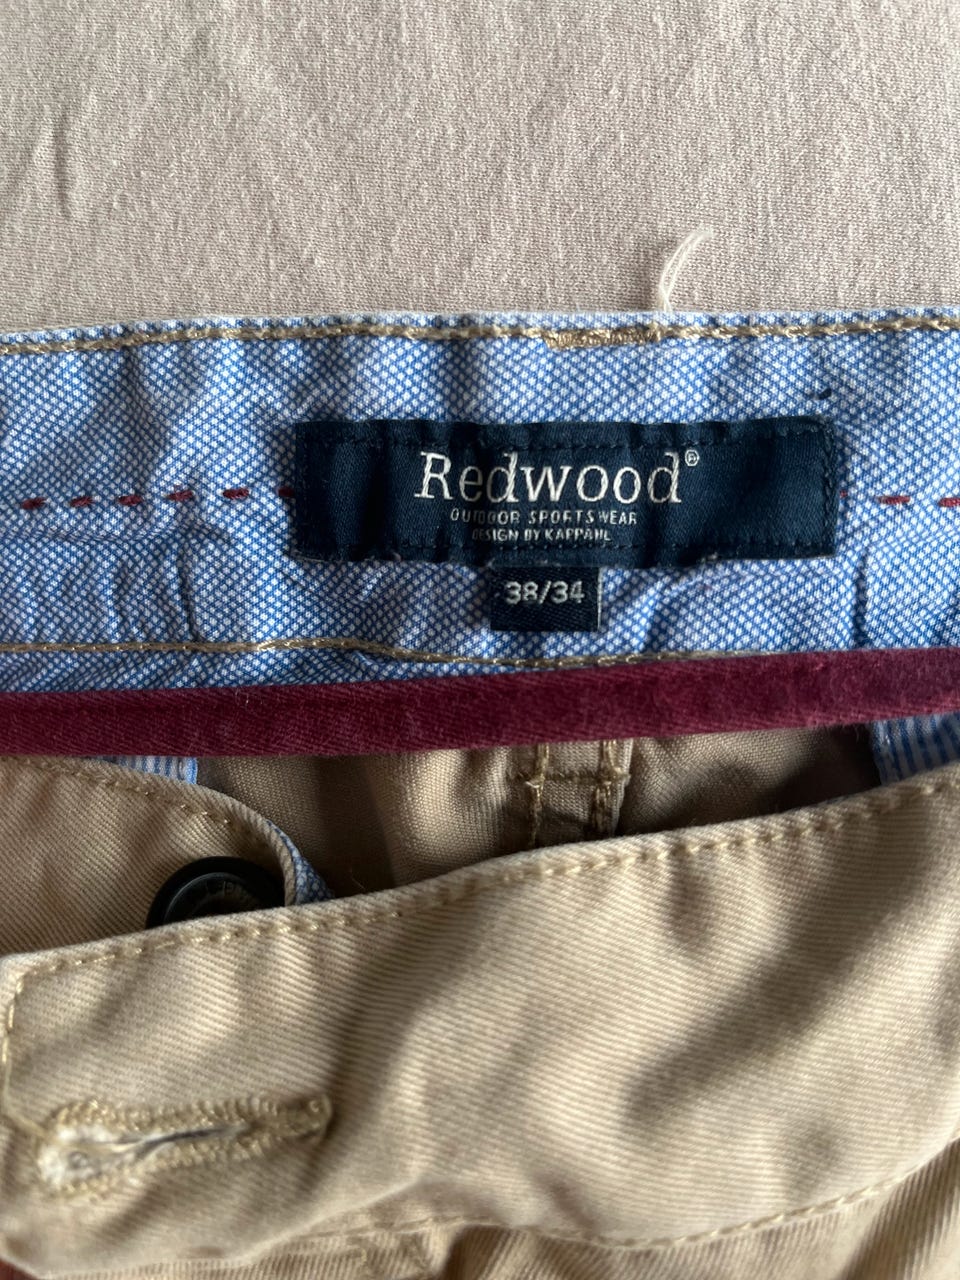 Redwood®
OUTDOOR SPORTSWEAR
DESIGN BY KAPPAHL
38/34